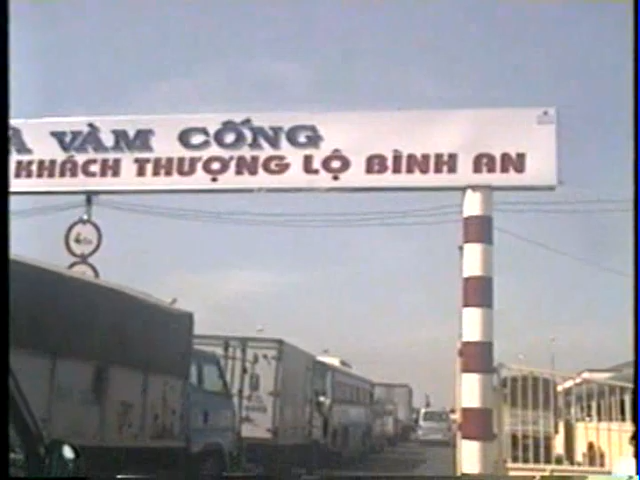 VÀM CỐNG
KHÁCH THƯỢNG LỘ BÌNH AN